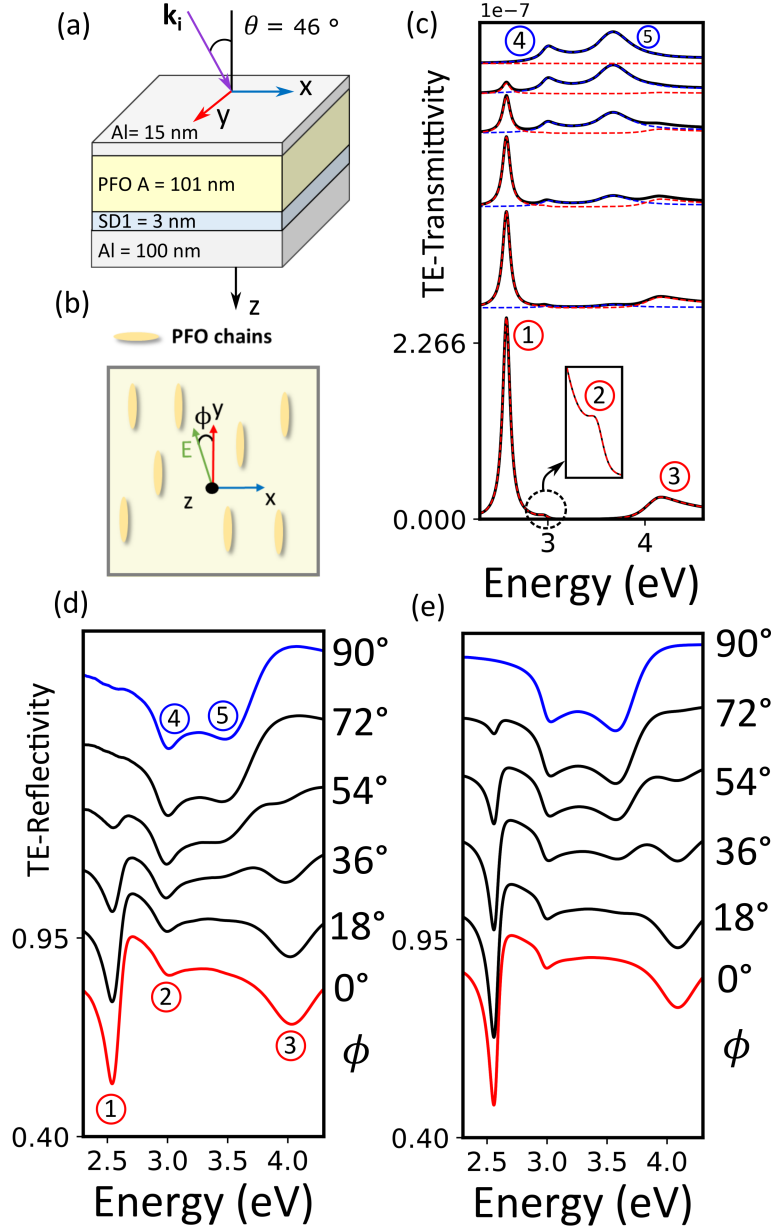 (a)
k_i
θ = 46 °
x
y
Al= 15 nm
PFO A = 101 nm
SD1 = 3 nm
Al = 100 nm
z
(b)
PFO chains
ϕ
y
E
z
x
(c)
1e−7
4
5
TE-Transmittivity
2.266
1
2
3
0.000
3
4
Energy (eV)
(d)
TE-Reflectivity
90°
72°
54°
36°
18°
0°
ϕ
4
5
0.95
2
3
1
0.40
2.5 3.0 3.5 4.0
Energy (eV)
(e)
90°
72°
54°
36°
18°
0°
ϕ
0.95
0.40
2.5 3.0 3.5 4.0
Energy (eV)